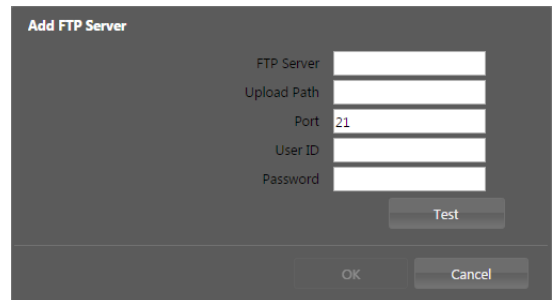 Add FTP Server
FTP Server
Upload Path
Port 21
User ID
Password
Test
OK Cancel